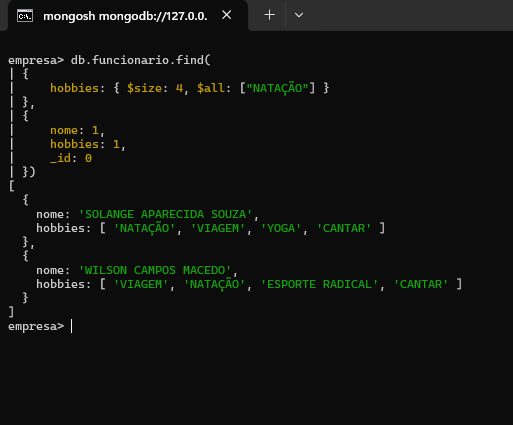 mongosh mongodb://127.0.0.
empresa> db.funcionario.find(
| {
|     hobbies: { $size: 4, $all: ["NATAÇÃO"] }
| },
| {
|     nome: 1,
|     hobbies: 1,
|     _id: 0
| })
[
  {
    nome: 'SOLANGE APARECIDA SOUZA',
    hobbies: [ 'NATAÇÃO', 'VIAGEM', 'YOGA', 'CANTAR' ]
  },
  {
    nome: 'WILSON CAMPOS MACEDO',
    hobbies: [ 'VIAGEM', 'NATAÇÃO', 'ESPORTE RADICAL', 'CANTAR' ]
  }
]
empresa>